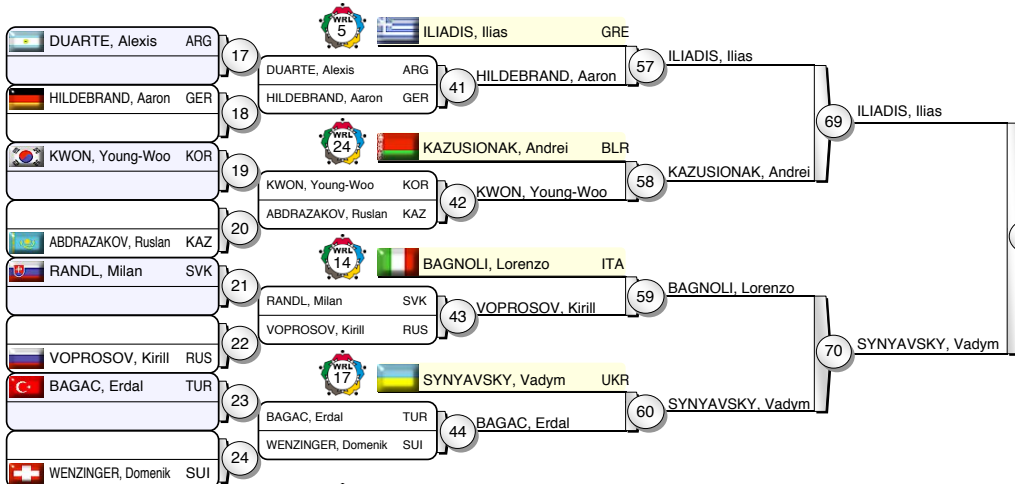 DUARTE, Alexis ARG
17
HILDEBRAND, Aaron GER
18
KWON, Young-Woo KOR
19
ABDRAZAKOV, Ruslan KAZ
20
RANDL, Milan SVK
21
VOPROSOV, Kirill RUS
22
BAGAC, Erdal TUR
23
WENZINGER, Domenik SUI
24
DUARTE, Alexis ARG
HILDEBRAND, Aaron GER
41
KWON, Young-Woo KOR
ABDRAZAKOV, Ruslan KAZ
42
RANDL, Milan SVK
VOPROSOV, Kirill RUS
43
BAGAC, Erdal TUR
WENZINGER, Domenik SUI
44
WRL
5
ILIADIS, Ilias GRE
HILDEBRAND, Aaron
57
WRL
24
KAZUSIONAK, Andrei BLR
KWON, Young-Woo
58
WRL
14
BAGNOLI, Lorenzo ITA
VOPROSOV, Kirill
59
WRL
17
SYNYAVSKY, Vadym UKR
BAGAC, Erdal
60
ILIADIS, Ilias
KAZUSIONAK, Andrei
69
BAGNOLI, Lorenzo
SYNYAVSKY, Vadym
70
ILIADIS, Ilias
SYNYAVSKY, Vadym